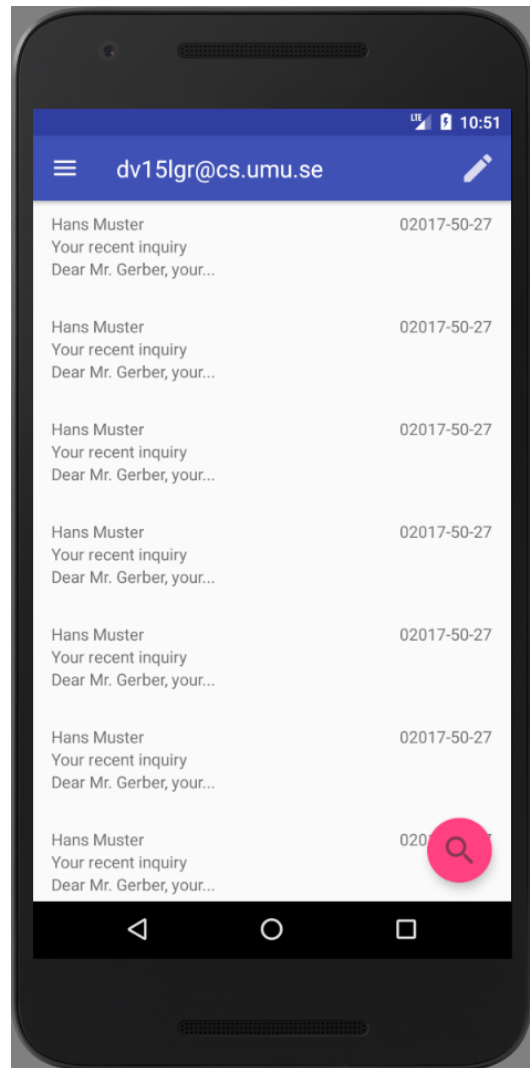 LTE 10:51
dv15lgr@cs.umu.se
Hans Muster 02017-50-27
Your recent inquiry
Dear Mr. Gerber, your...
Hans Muster 02017-50-27
Your recent inquiry
Dear Mr. Gerber, your...
Hans Muster 02017-50-27
Your recent inquiry
Dear Mr. Gerber, your...
Hans Muster 02017-50-27
Your recent inquiry
Dear Mr. Gerber, your...
Hans Muster 02017-50-27
Your recent inquiry
Dear Mr. Gerber, your...
Hans Muster 02017-50-27
Your recent inquiry
Dear Mr. Gerber, your...
Hans Muster
Your recent inquiry
Dear Mr. Gerber, your...